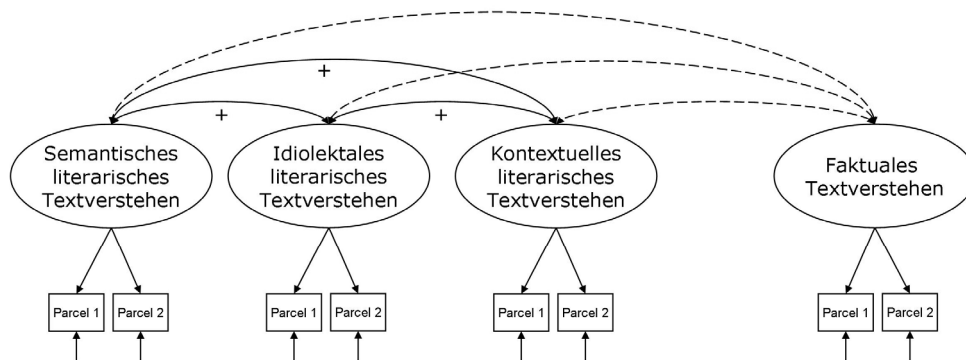 +
+
+
Semantisches
literarisches
Textverstehen
Idiolektales
literarisches
Textverstehen
Kontextuelles
literarisches
Textverstehen
Faktuales
Textverstehen
Parcel 1
Parcel 2
Parcel 1
Parcel 2
Parcel 1
Parcel 2
Parcel 1
Parcel 2